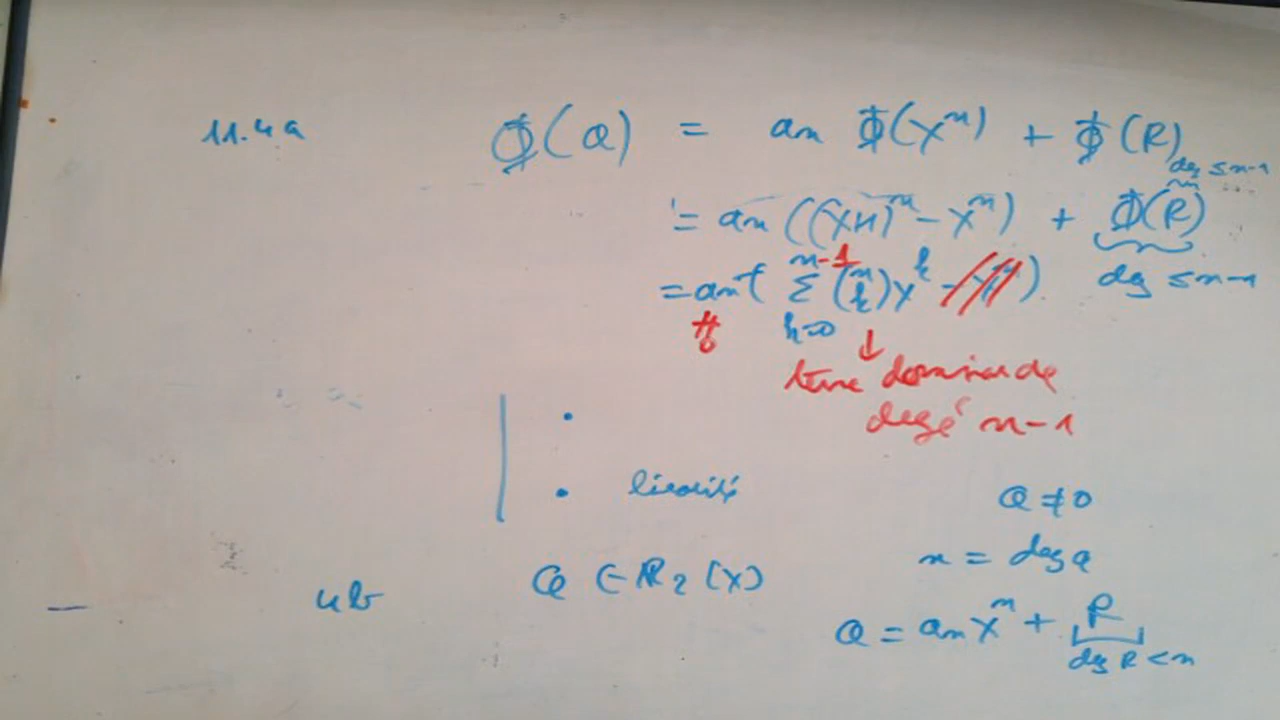 11.4a Φ(Q) = an Φ(X^n) + Φ(R)
deg ≤ n-1
= an ((X+1)^n - X^n) + Φ(R)
deg ≤ n-1
= an ( Σ_{k=0}^{n-1} (n k) X^k - X^n )
≠ 0 ↓
terme dominant de
degré n-1
•
• linéarité
Q ≠ 0
n = deg Q
4b Q ∈ ℝ2[X]
Q = an X^n + R
deg R < n